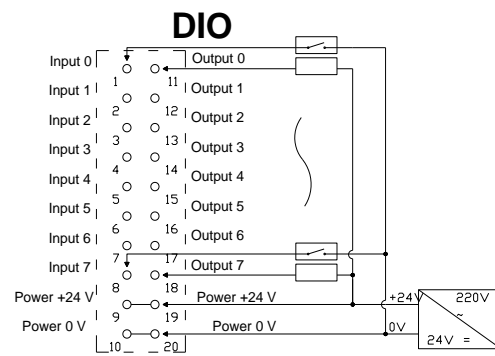 DIO
Input 0 Output 0
1 11
Input 1 Output 1
2 12
Input 2 Output 2
3 13
Input 3 Output 3
4 14
Input 4 Output 4
5 15
Input 5 Output 5
6 16
Input 6 Output 6
7 17
Input 7 Output 7
8 18
Power +24 V Power +24 V +24V 220V
9 19 ~
Power 0 V Power 0 V 0V 24V =
10 20